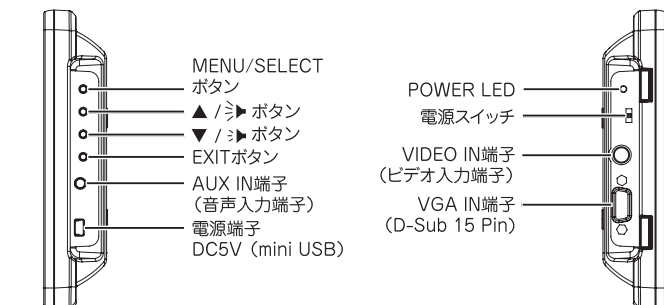 MENU/SELECT
ボタン
▲ / ボタン
▼ / ボタン
EXITボタン
AUX IN端子
（音声入力端子）
電源端子
DC5V（mini USB）
POWER LED
電源スイッチ
VIDEO IN端子
（ビデオ入力端子）
VGA IN端子
（D-Sub 15 Pin）